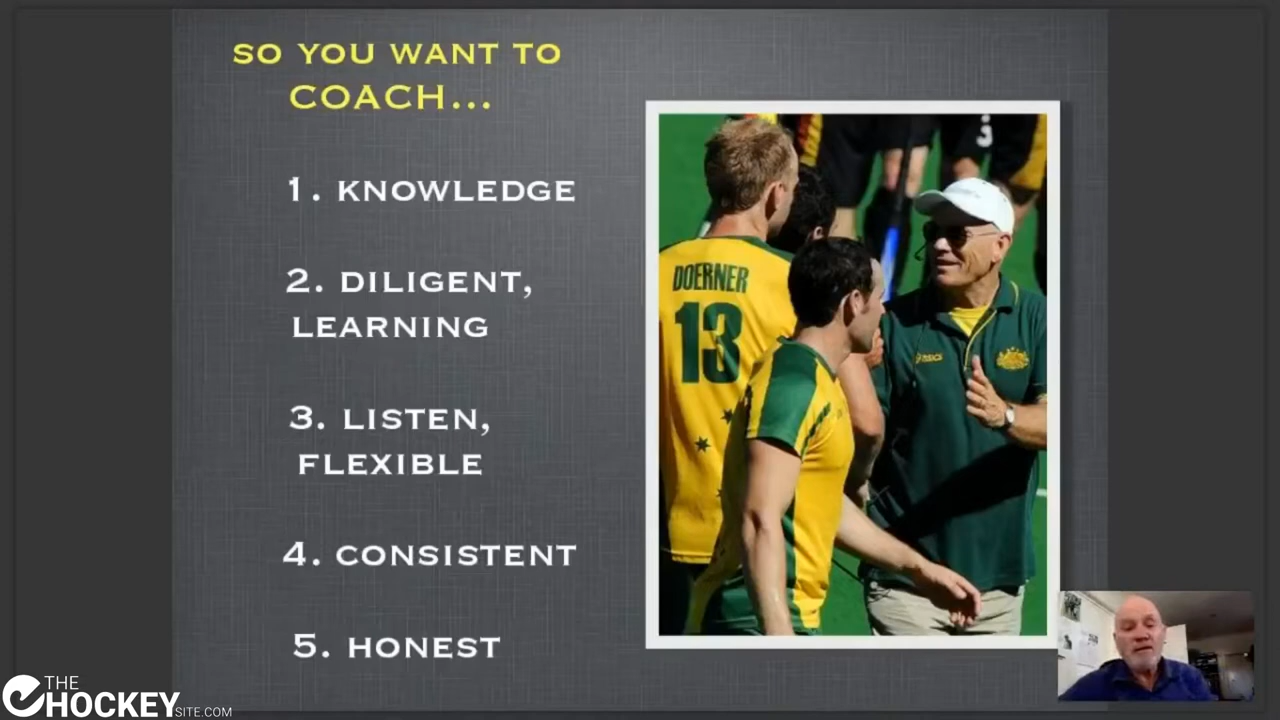 SO YOU WANT TO
COACH...
1. KNOWLEDGE
2. DILIGENT,
LEARNING
3. LISTEN,
FLEXIBLE
4. CONSISTENT
5. HONEST
DOERNER
13
3
THE
HOCKEY
SITE.COM